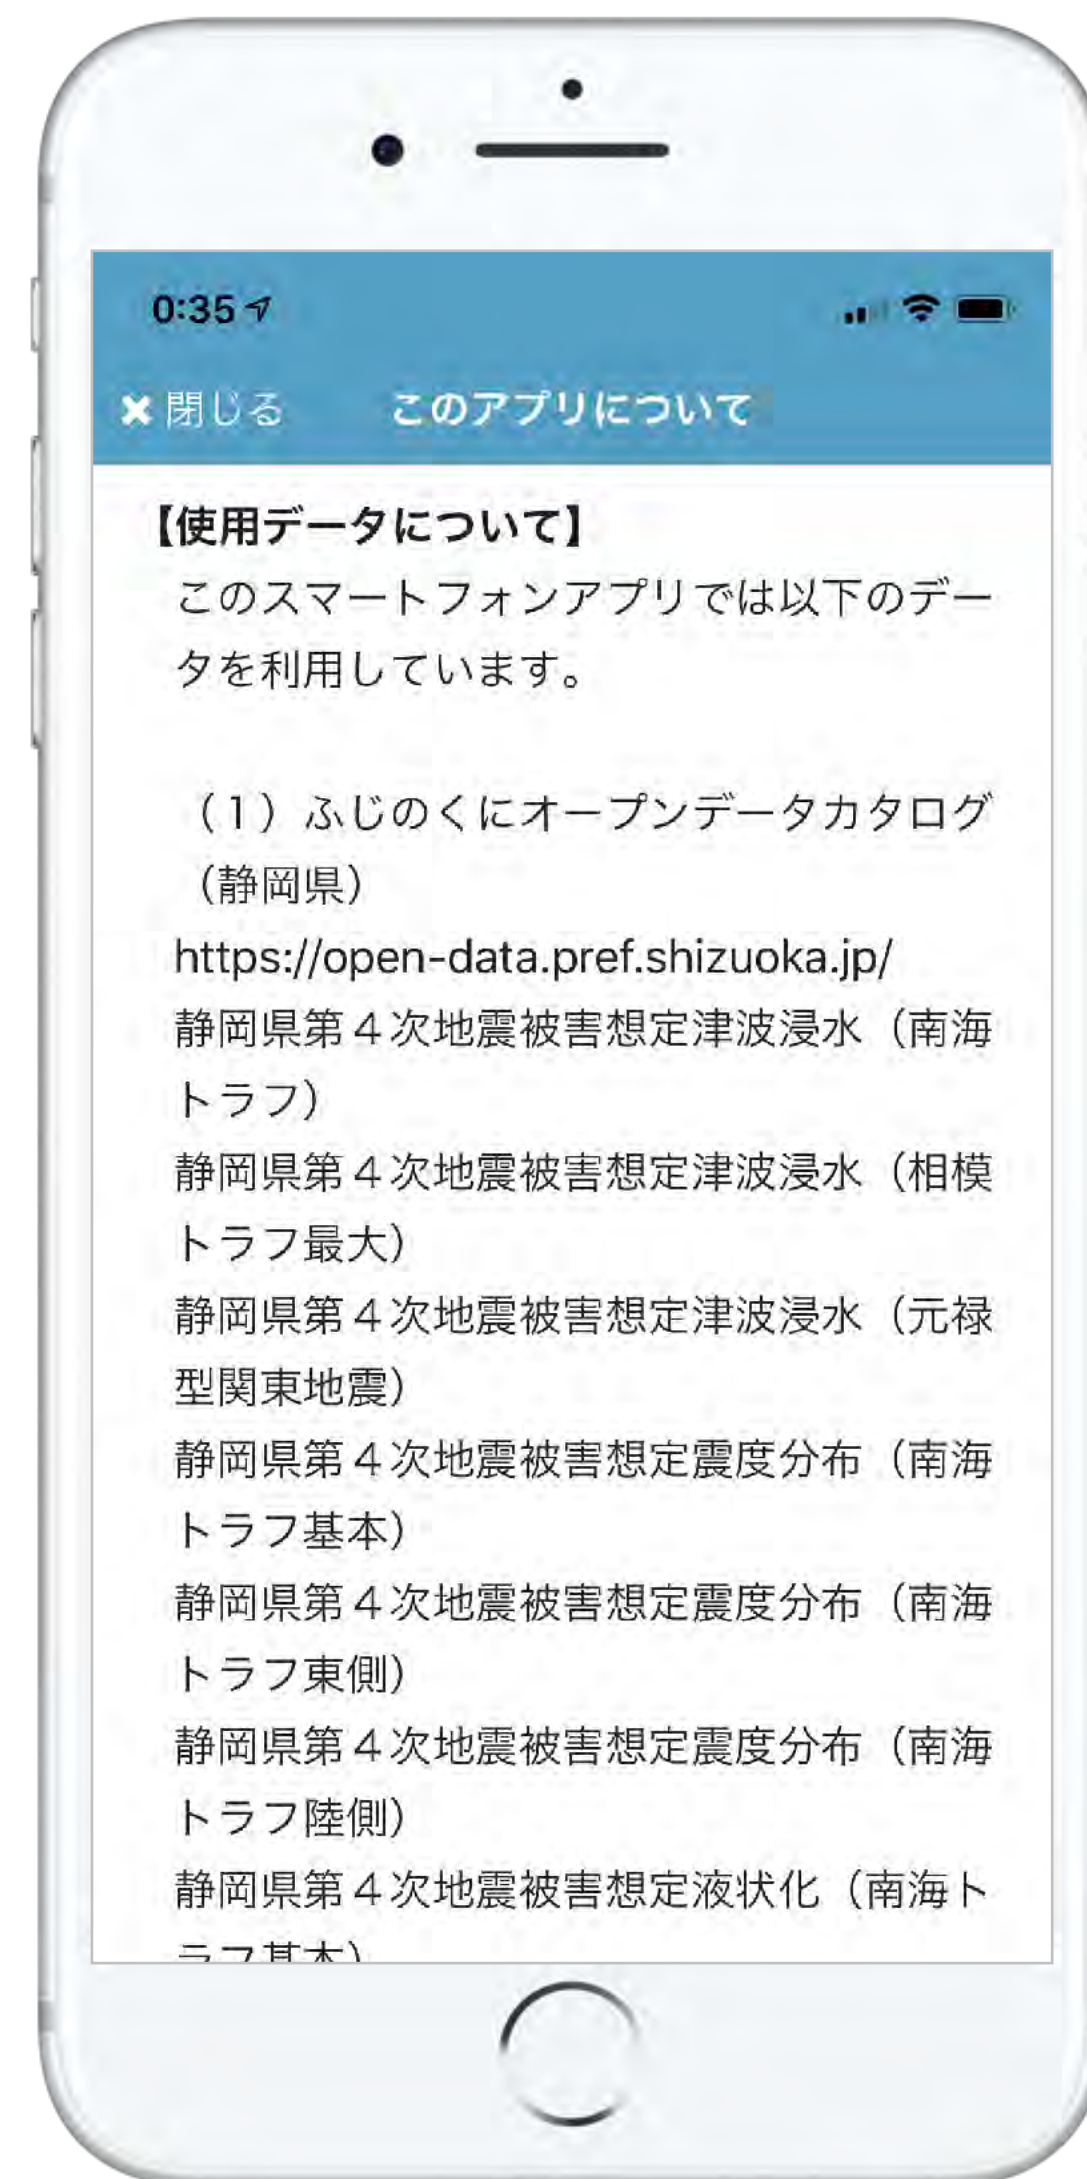 0:35
✖ 閉じる このアプリについて
【使用データについて】
このスマートフォンアプリでは以下のデー
タを利用しています。
（1）ふじのくにオープンデータカタログ
（静岡県）
https://open-data.pref.shizuoka.jp/
静岡県第４次地震被害想定津波浸水（南海
トラフ）
静岡県第４次地震被害想定津波浸水（相模
トラフ最大）
静岡県第４次地震被害想定津波浸水（元禄
型関東地震）
静岡県第４次地震被害想定震度分布（南海
トラフ基本）
静岡県第４次地震被害想定震度分布（南海
トラフ東側）
静岡県第４次地震被害想定震度分布（南海
トラフ陸側）
静岡県第４次地震被害想定液状化（南海ト
ラフ基本）